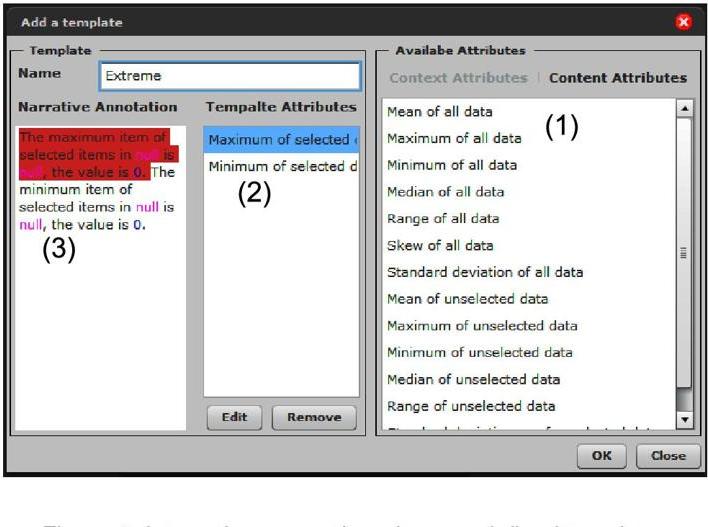 Add a template
Template
Name
Extreme
Narrative Annotation
The maximum item of
selected items in null is
null, the value is 0. The
minimum item of
selected items in null is
null, the value is 0.
(3)
Tempalte Attributes
Maximum of selected
Minimum of selected d
(2)
Edit
Remove
Availabe Attributes
Context Attributes | Content Attributes
Mean of all data
Maximum of all data
Minimum of all data
Median of all data
Range of all data
Skew of all data
Standard deviation of all data
Mean of unselected data
Maximum of unselected data
Minimum of unselected data
Median of unselected data
Range of unselected data
(1)
OK
Close